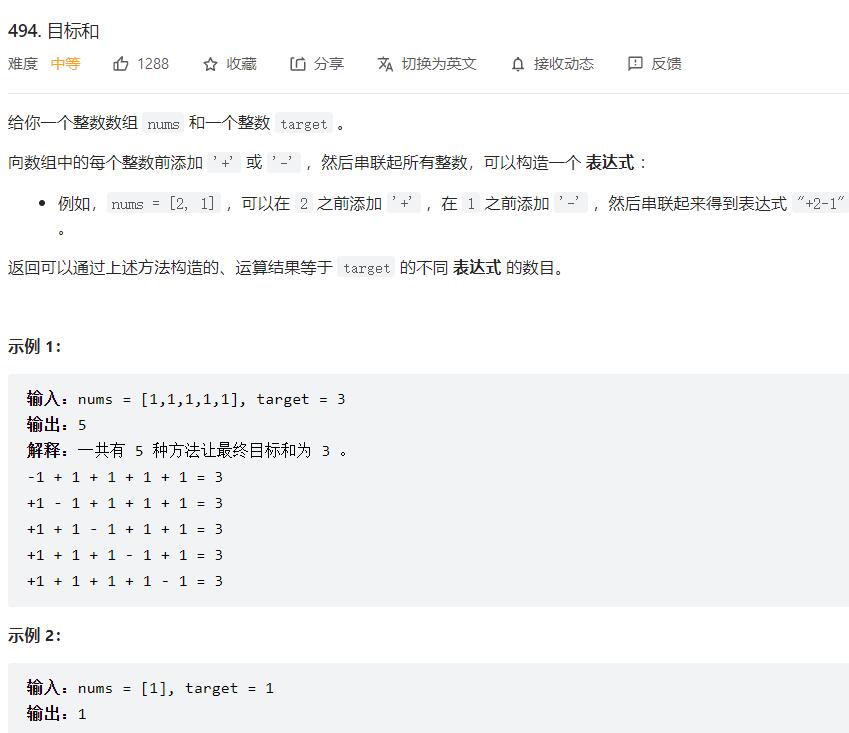 494. 目标和
难度 中等 1288 收藏 分享 切换为英文 接收动态 反馈
给你一个整数数组 nums 和一个整数 target 。
向数组中的每个整数前添加 '+' 或 '-' ，然后串联起所有整数，可以构造一个 表达式 ：
例如，nums = [2, 1] ，可以在 2 之前添加 '+' ，在 1 之前添加 '-' ，然后串联起来得到表达式 "+2-1"
。
返回可以通过上述方法构造的、运算结果等于 target 的不同 表达式 的数目。
示例 1：
输入：nums = [1,1,1,1,1], target = 3
输出：5
解释：一共有 5 种方法让最终目标和为 3 。
-1 + 1 + 1 + 1 + 1 = 3
+1 - 1 + 1 + 1 + 1 = 3
+1 + 1 - 1 + 1 + 1 = 3
+1 + 1 + 1 - 1 + 1 = 3
+1 + 1 + 1 + 1 - 1 = 3
示例 2：
输入：nums = [1], target = 1
输出：1